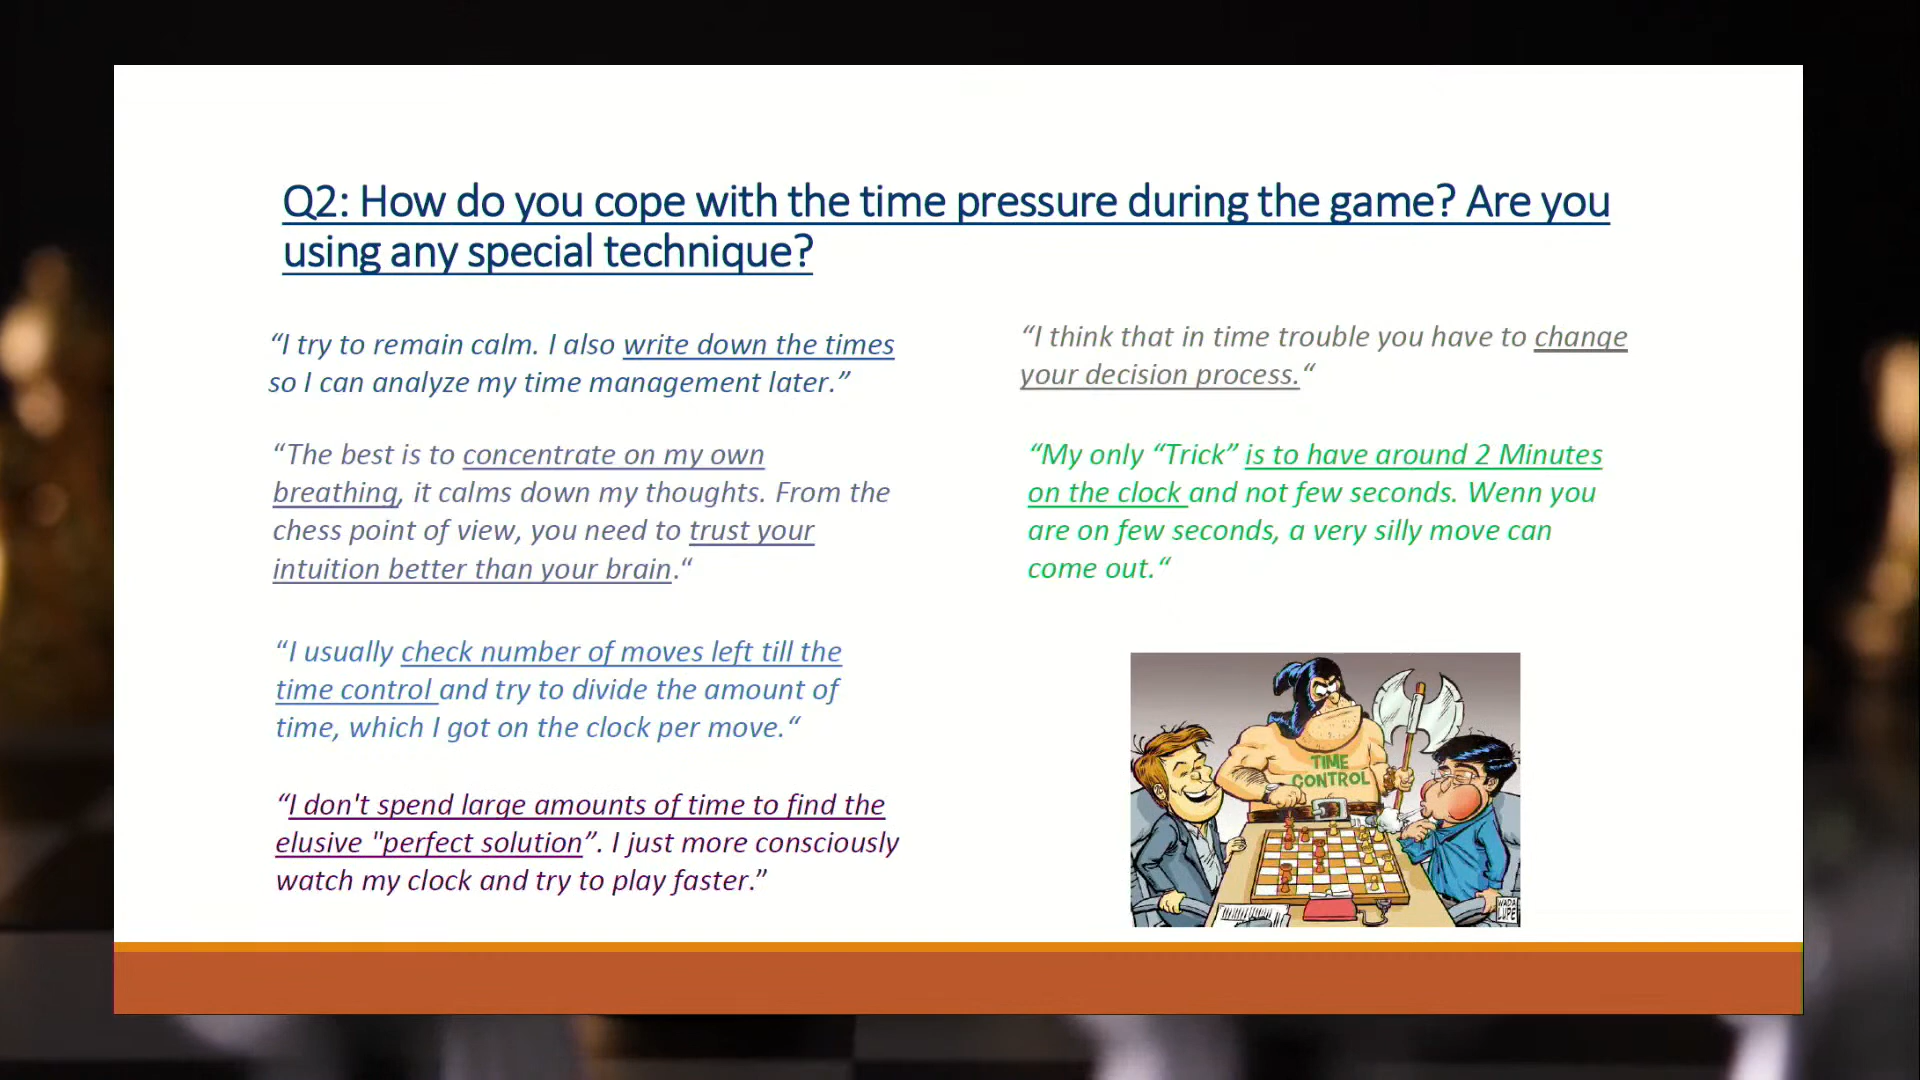 Q2: How do you cope with the time pressure during the game? Are you
using any special technique?
“I try to remain calm. I also write down the times
so I can analyze my time management later.”
“The best is to concentrate on my own
breathing, it calms down my thoughts. From the
chess point of view, you need to trust your
intuition better than your brain.“
“I usually check number of moves left till the
time control and try to divide the amount of
time, which I got on the clock per move.“
“I don't spend large amounts of time to find the
elusive "perfect solution”. I just more consciously
watch my clock and try to play faster.”
“I think that in time trouble you have to change
your decision process.“
“My only “Trick” is to have around 2 Minutes
on the clock and not few seconds. Wenn you
are on few seconds, a very silly move can
come out.“
TIME
CONTROL
WADA
LUPE